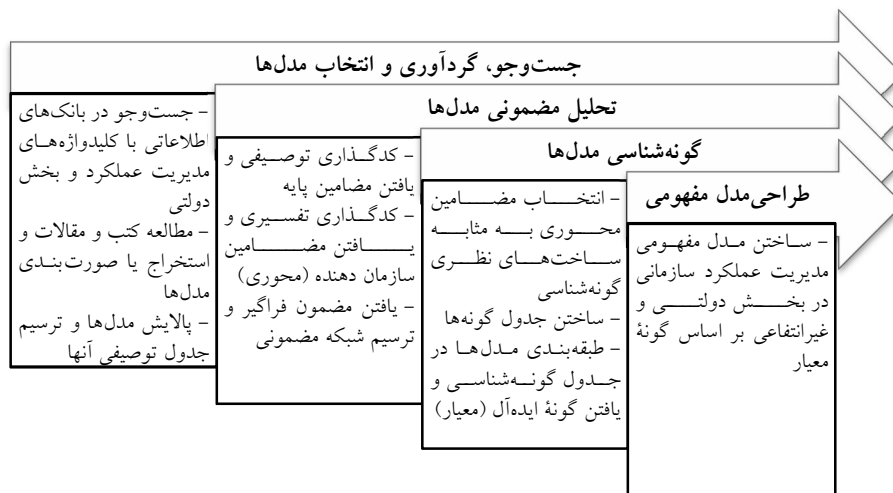 جست‌وجو، گردآوری و انتخاب مدل‌ها
- جست‌وجو در بانک‌های
اطلاعاتی با کلیدواژه‌های
مدیریت عملکرد و بخش
دولتی
- مطالعه کتب و مقالات و
استخراج یا صورت‌بندی
مدل‌ها
- پالایش مدل‌ها و ترسیم
جدول توصیفی آنها
تحلیل مضمونی مدل‌ها
- کدگذاری توصیفی و
یافتن مضامین پایه
- کدگذاری تفسیری و
یافتن مضامین
سازمان دهنده (محوری)
- یافتن مضمون فراگیر و
ترسیم شبکه مضمونی
گونه‌شناسی مدل‌ها
- انتخاب مضامین
محوری به مثابه
ساخت‌های نظری
گونه‌شناسی
- ساختن جدول گونه‌ها
- طبقه‌بندی مدل‌ها در
جدول گونه‌شناسی و
یافتن گونهٔ ایده‌آل (معیار)
طراحی‌مدل مفهومی
- ساختن مدل مفهومی
مدیریت عملکرد سازمانی
در بخش دولتی و
غیرانتفاعی بر اساس گونهٔ
معیار